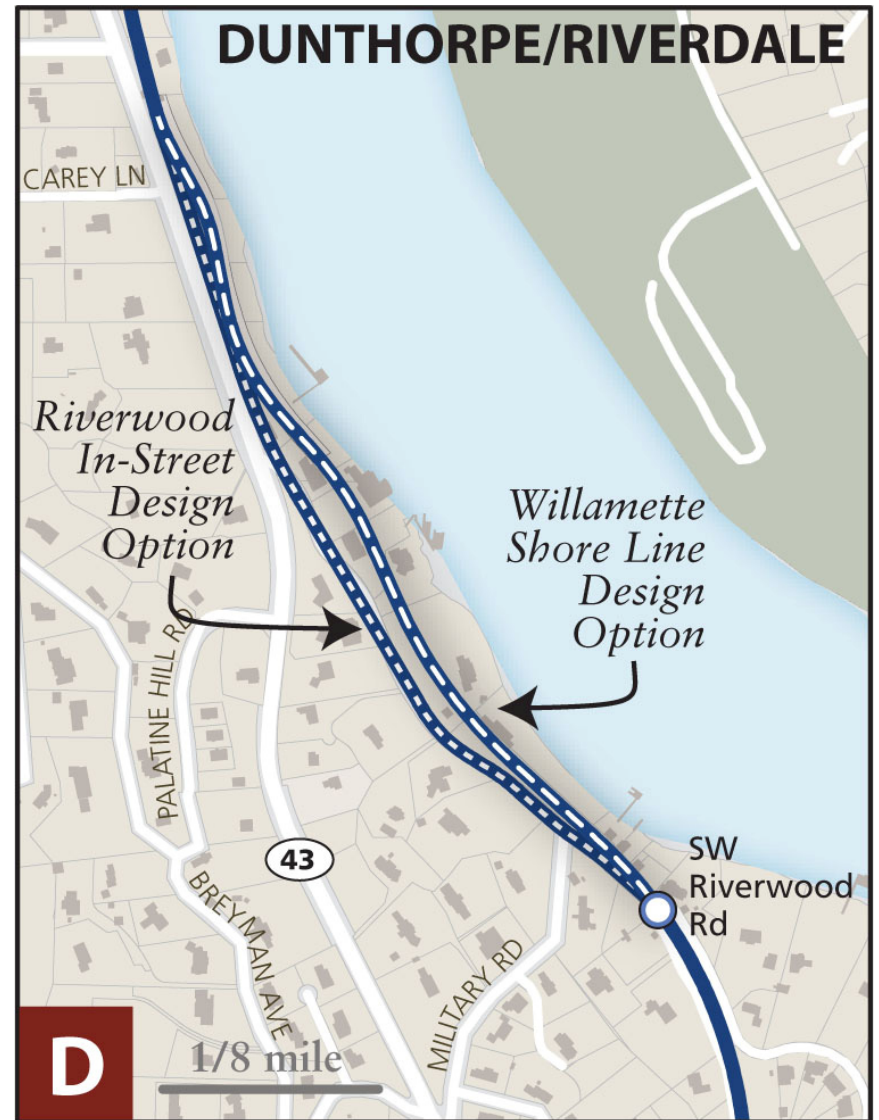 DUNTHORPE/RIVERDALE
CAREY LN
Riverwood
In-Street
Design
Option
Willamette
Shore Line
Design
Option
PALATINE HILL RD
43
SW
Riverwood
Rd
BREYMAN AVE
MILITARY RD
D
1/8 mile